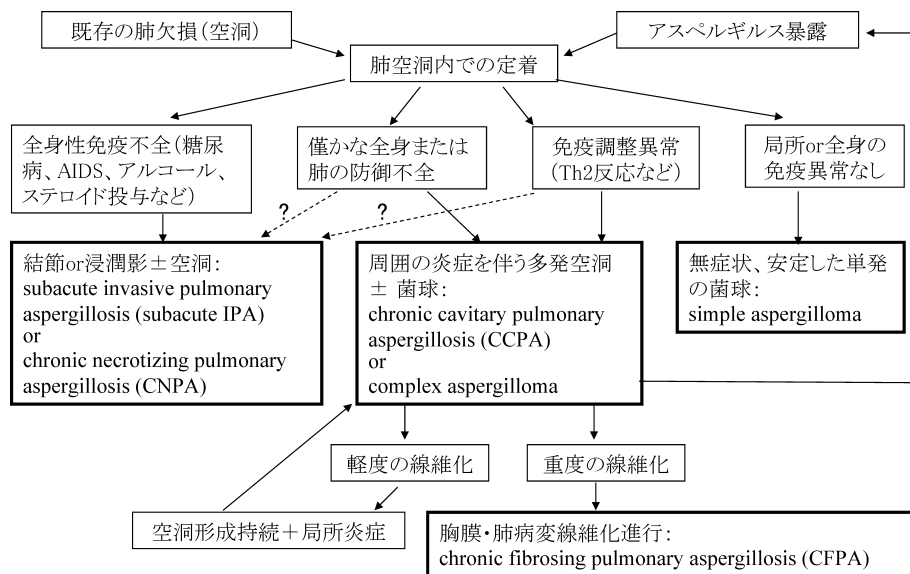 既存の肺欠損(空洞)
アスペルギルス暴露
肺空洞内での定着
全身性免疫不全(糖尿
病、AIDS、アルコール、
ステロイド投与など)
僅かな全身または
肺の防御不全
免疫調整異常
(Th2反応など)
局所or全身の
免疫異常なし
?
?
結節or浸潤影±空洞:
subacute invasive pulmonary
aspergillosis (subacute IPA)
or
chronic necrotizing pulmonary
aspergillosis (CNPA)
周囲の炎症を伴う多発空洞
± 菌球:
chronic cavitary pulmonary
aspergillosis (CCPA)
or
complex aspergilloma
無症状、安定した単発
の菌球:
simple aspergilloma
軽度の線維化
重度の線維化
空洞形成持続+局所炎症
胸膜・肺病変線維化進行:
chronic fibrosing pulmonary aspergillosis (CFPA)